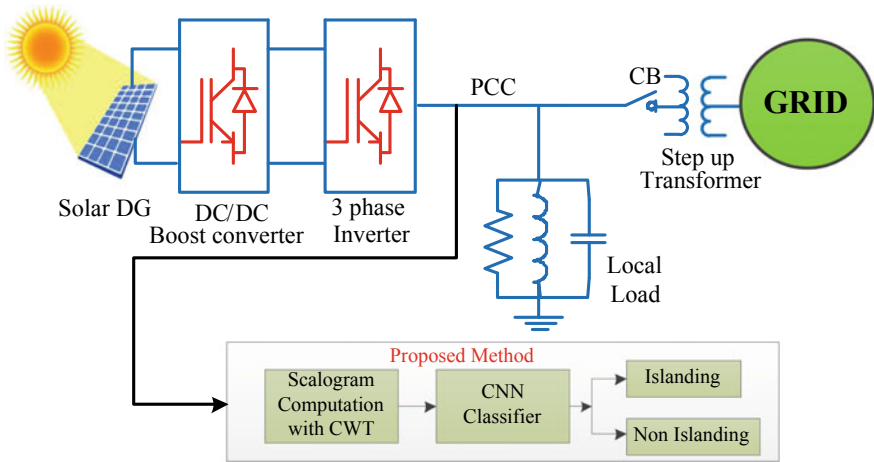 PCC
CB
GRID
Step up
Transformer
Solar DG
DC/DC
Boost converter
3 phase
Inverter
Local
Load
Proposed Method
Scalogram
Computation
with CWT
CNN
Classifier
Islanding
Non Islanding